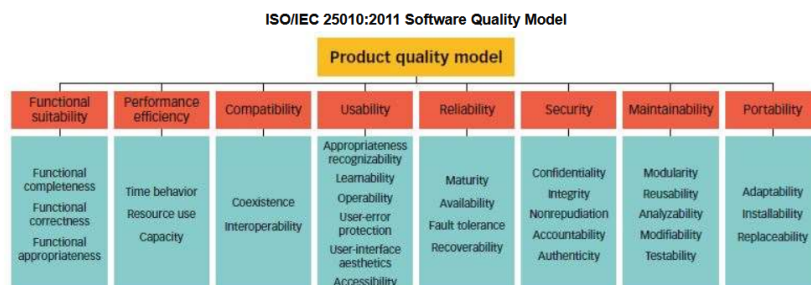 ISO/IEC 25010:2011 Software Quality Model
Product quality model
Functional
suitability
Performance
efficiency
Compatibility
Usability
Reliability
Security
Maintainability
Portability
Functional
completeness
Functional
correctness
Functional
appropriateness
Time behavior
Resource use
Capacity
Coexistence
Interoperability
Appropriateness
recognizability
Learnability
Operability
User-error
protection
User-interface
aesthetics
Accessibility
Maturity
Availability
Fault tolerance
Recoverability
Confidentiality
Integrity
Nonrepudiation
Accountability
Authenticity
Modularity
Reusability
Analyzability
Modifiability
Testability
Adaptability
Installability
Replaceability